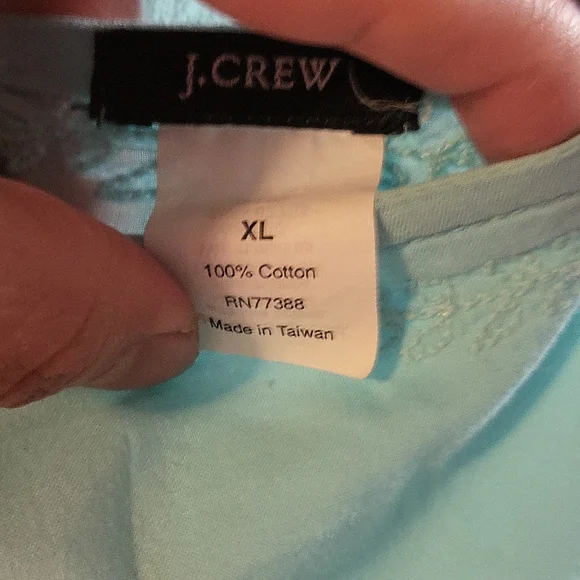 J.CREW
XL
100% Cotton
RN77388
Made in Taiwan